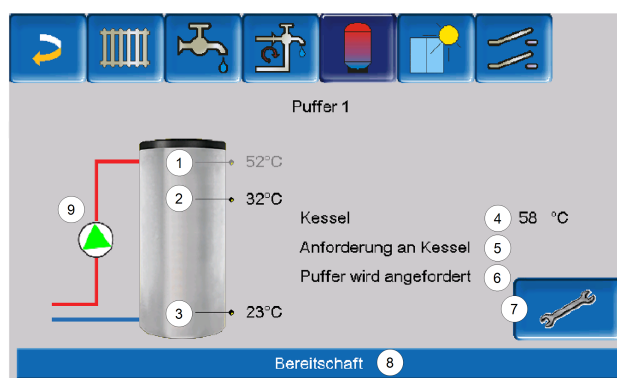 Puffer 1
1 52°C
2 32°C
9
Kessel 4 58 °C
Anforderung an Kessel 5
Puffer wird angefordert 6
3 23°C
7
Bereitschaft 8